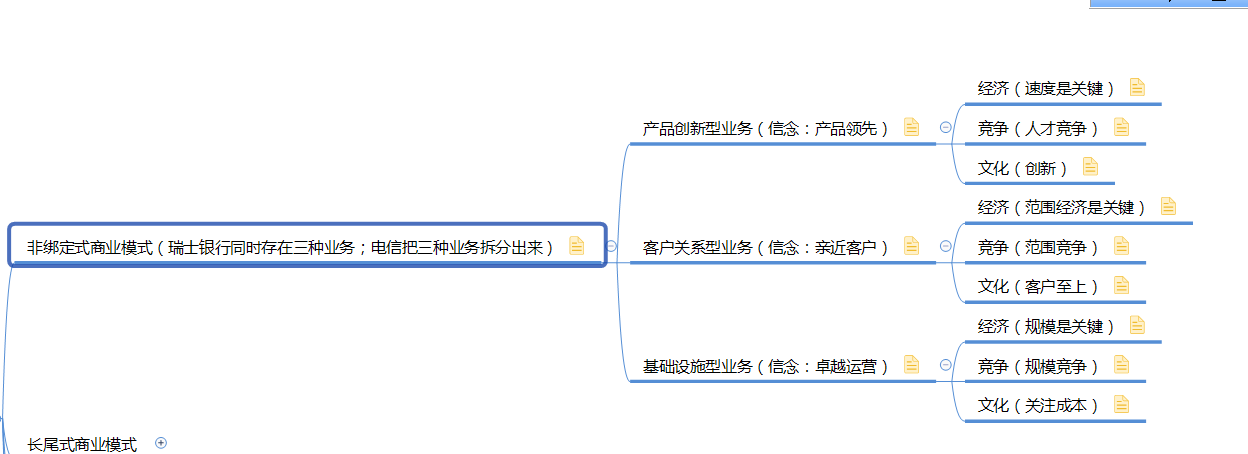 非绑定式商业模式（瑞士银行同时存在三种业务；电信把三种业务拆分出来）
产品创新型业务（信念：产品领先）
经济（速度是关键）
竞争（人才竞争）
文化（创新）
客户关系型业务（信念：亲近客户）
经济（范围经济是关键）
竞争（范围竞争）
文化（客户至上）
基础设施型业务（信念：卓越运营）
经济（规模是关键）
竞争（规模竞争）
文化（关注成本）
长尾式商业模式